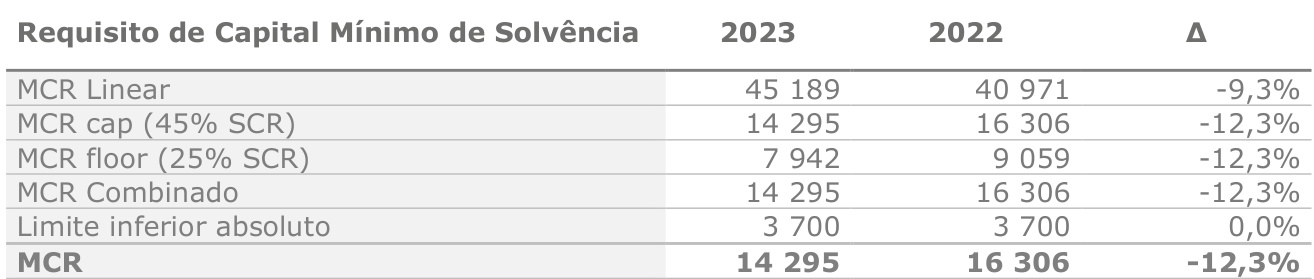 Requisito de Capital Mínimo de Solvência 2023 2022 Δ
MCR Linear 45 189 40 971 -9,3%
MCR cap (45% SCR) 14 295 16 306 -12,3%
MCR floor (25% SCR) 7 942 9 059 -12,3%
MCR Combinado 14 295 16 306 -12,3%
Limite inferior absoluto 3 700 3 700 0,0%
MCR 14 295 16 306 -12,3%